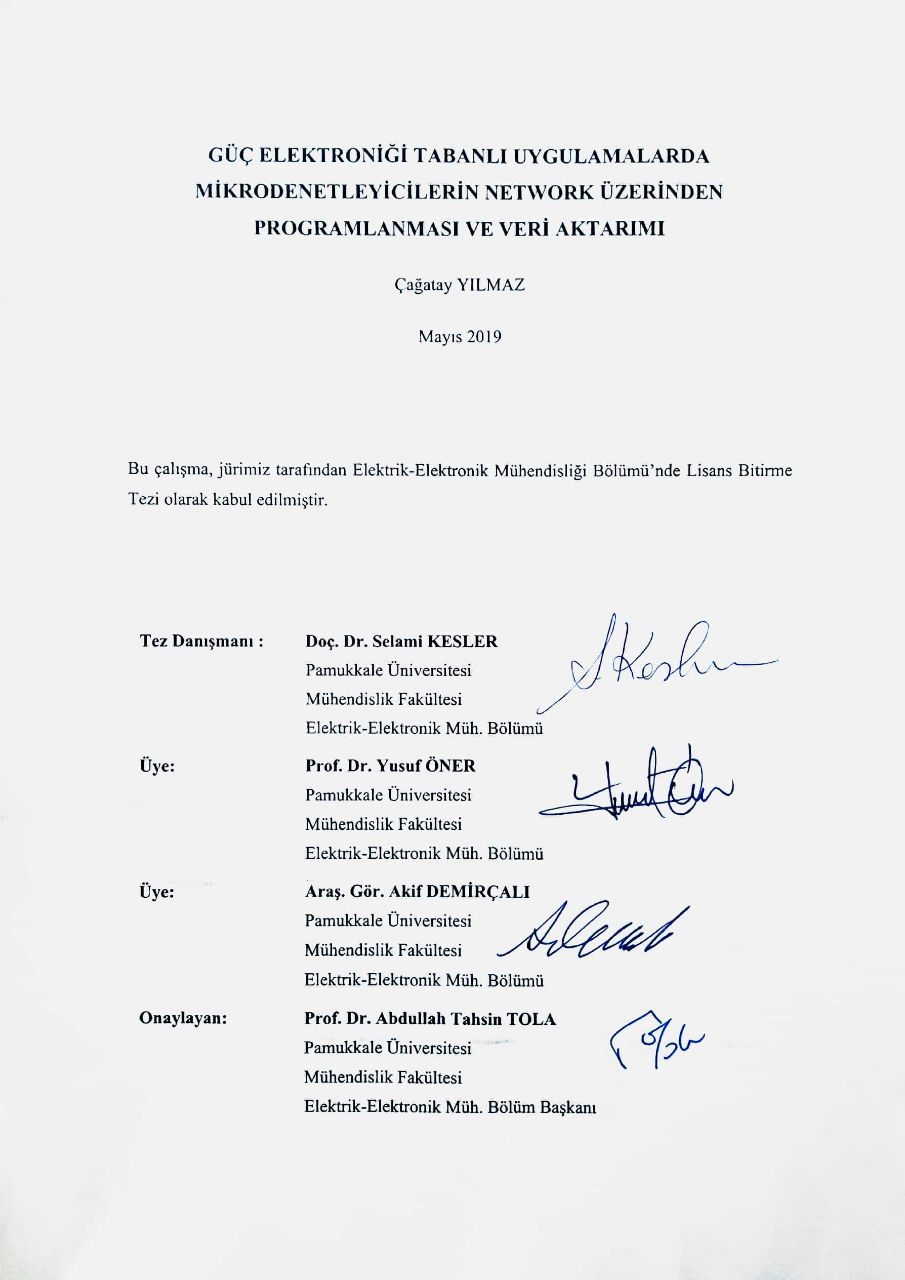 GÜÇ ELEKTRONİĞİ TABANLI UYGULAMALARDA
MİKRODENETLEYİCİLERİN NETWORK ÜZERİNDEN
PROGRAMLANMASI VE VERİ AKTARIMI
Çağatay YILMAZ
Mayıs 2019
Bu çalışma, jürimiz tarafından Elektrik-Elektronik Mühendisliği Bölümü’nde Lisans Bitirme
Tezi olarak kabul edilmiştir.
Tez Danışmanı : Doç. Dr. Selami KESLER
Pamukkale Üniversitesi
Mühendislik Fakültesi
Elektrik-Elektronik Müh. Bölümü
Üye: Prof. Dr. Yusuf ÖNER
Pamukkale Üniversitesi
Mühendislik Fakültesi
Elektrik-Elektronik Müh. Bölümü
Üye: Araş. Gör. Akif DEMİRÇALI
Pamukkale Üniversitesi
Mühendislik Fakültesi
Elektrik-Elektronik Müh. Bölümü
Onaylayan: Prof. Dr. Abdullah Tahsin TOLA
Pamukkale Üniversitesi
Mühendislik Fakültesi
Elektrik-Elektronik Müh. Bölüm Başkanı